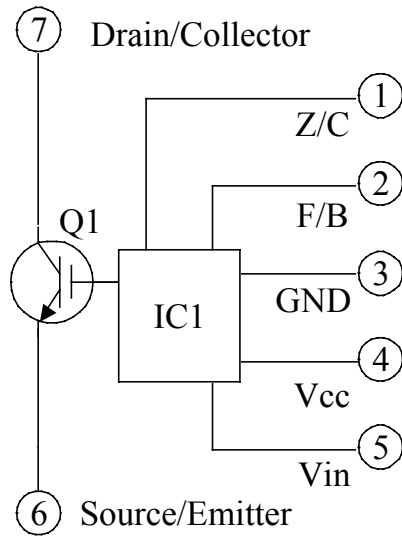 7 Drain/Collector
1
Z/C
2
Q1
F/B
3
IC1
GND
4
Vcc
5
Vin
6 Source/Emitter